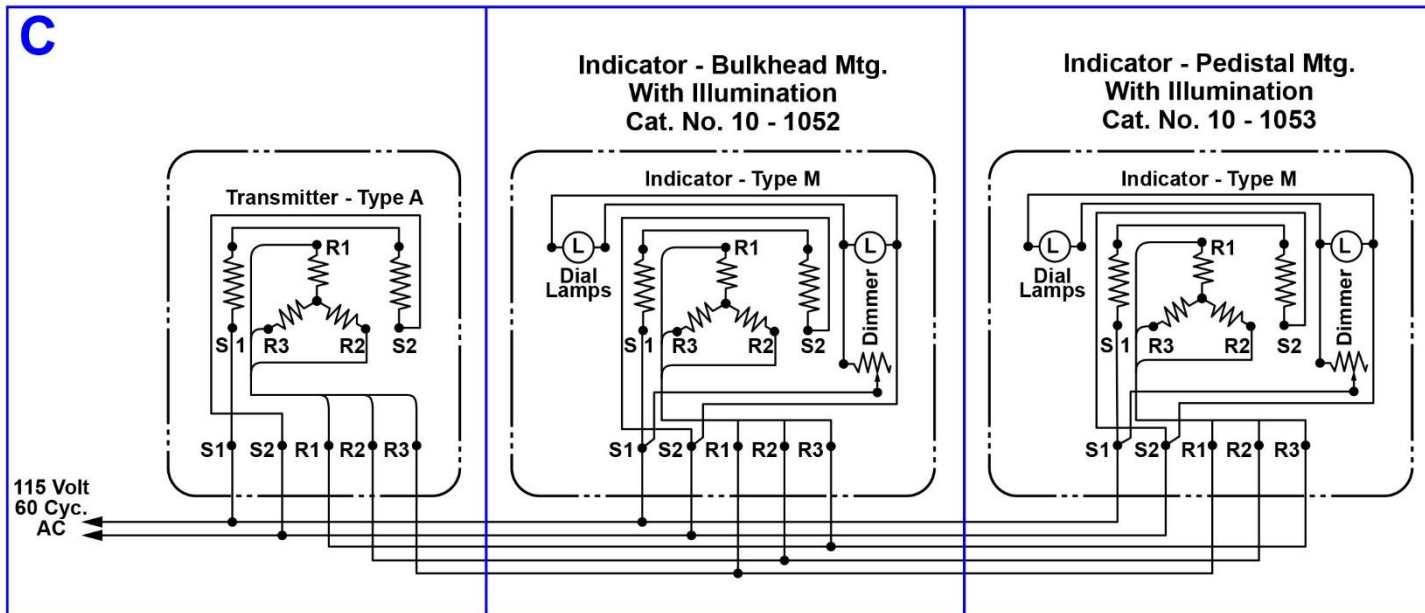 C
Indicator - Bulkhead Mtg.
With Illumination
Cat. No. 10 - 1052
Indicator - Pedistal Mtg.
With Illumination
Cat. No. 10 - 1053
Transmitter - Type A
R1
S 1
R3
R2
S2
S1
S2
R1
R2
R3
Indicator - Type M
L
L
Dial
Lamps
Dimmer
R1
S 1
R3
R2
S2
S1
S2
R1
R2
R3
Indicator - Type M
L
L
Dial
Lamps
Dimmer
R1
S 1
R3
R2
S2
S1
S2
R1
R2
R3
115 Volt
60 Cyc.
AC